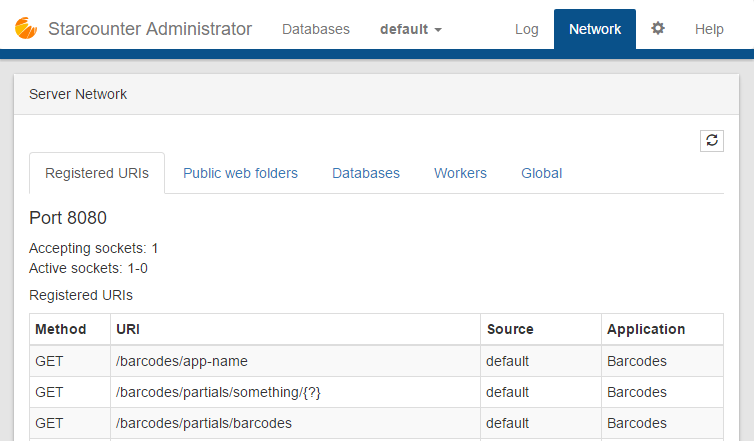 Starcounter Administrator Databases default Log Network Help
Server Network
Registered URIs Public web folders Databases Workers Global
Port 8080
Accepting sockets: 1
Active sockets: 1-0
Registered URIs
Method URI Source Application
GET /barcodes/app-name default Barcodes
GET /barcodes/partials/something/{?} default Barcodes
GET /barcodes/partials/barcodes default Barcodes